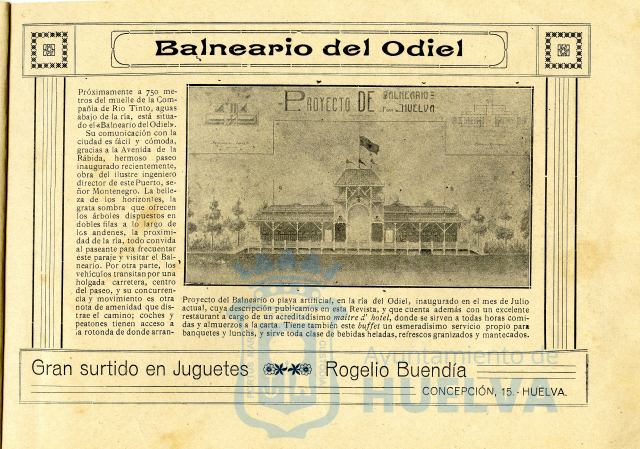 Balneario del Odiel
Próximamente a 750 me-
tros del muelle de la Com-
pañía de Rio Tinto, aguas
abajo de la ría, está situa-
do el «Balneario del Odiel».
Su comunicación con la
ciudad es fácil y cómoda,
gracias a la Avenida de la
Rábida, hermoso paseo
inaugurado recientemente,
obra del ilustre ingeniero
director de este Puerto, se-
ñor Montenegro. La belle-
za de los horizontes, la
grata sombra que ofrecen
los árboles dispuestos en
dobles filas a lo largo de
los andenes, la proximi-
dad de la ría, todo convida
al paseante para frecuentar
este paraje y visitar el Bal-
neario. Por otra parte, los
vehículos transitan por una
holgada carretera, centro
del paseo, y su concurren-
cia y movimiento es otra
nota de amenidad que dis-
trae el camino; coches y
peatones tienen acceso a
la rotonda de donde arran-
PROYECTO DE BALNEARIO
PARA HUELVA
Proyecto del Balneario o playa artificial, en la ría del Odiel, inaugurado en el mes de Julio
actual, cuya descripción publicamos en esta Revista, y que cuenta además con un excelente
restaurant a cargo de un acreditadísimo maitre d' hotel, donde se sirven a todas horas comi-
das y almuerzos a la carta. Tiene también este buffet un esmeradísimo servicio propio para
banquetes y lunchs, y sirve toda clase de bebidas heladas, refrescos granizados y mantecados.
Gran surtido en Juguetes Rogelio Buendía
CONCEPCIÓN, 15.- HUELVA.
Ayuntamiento de
HUELVA